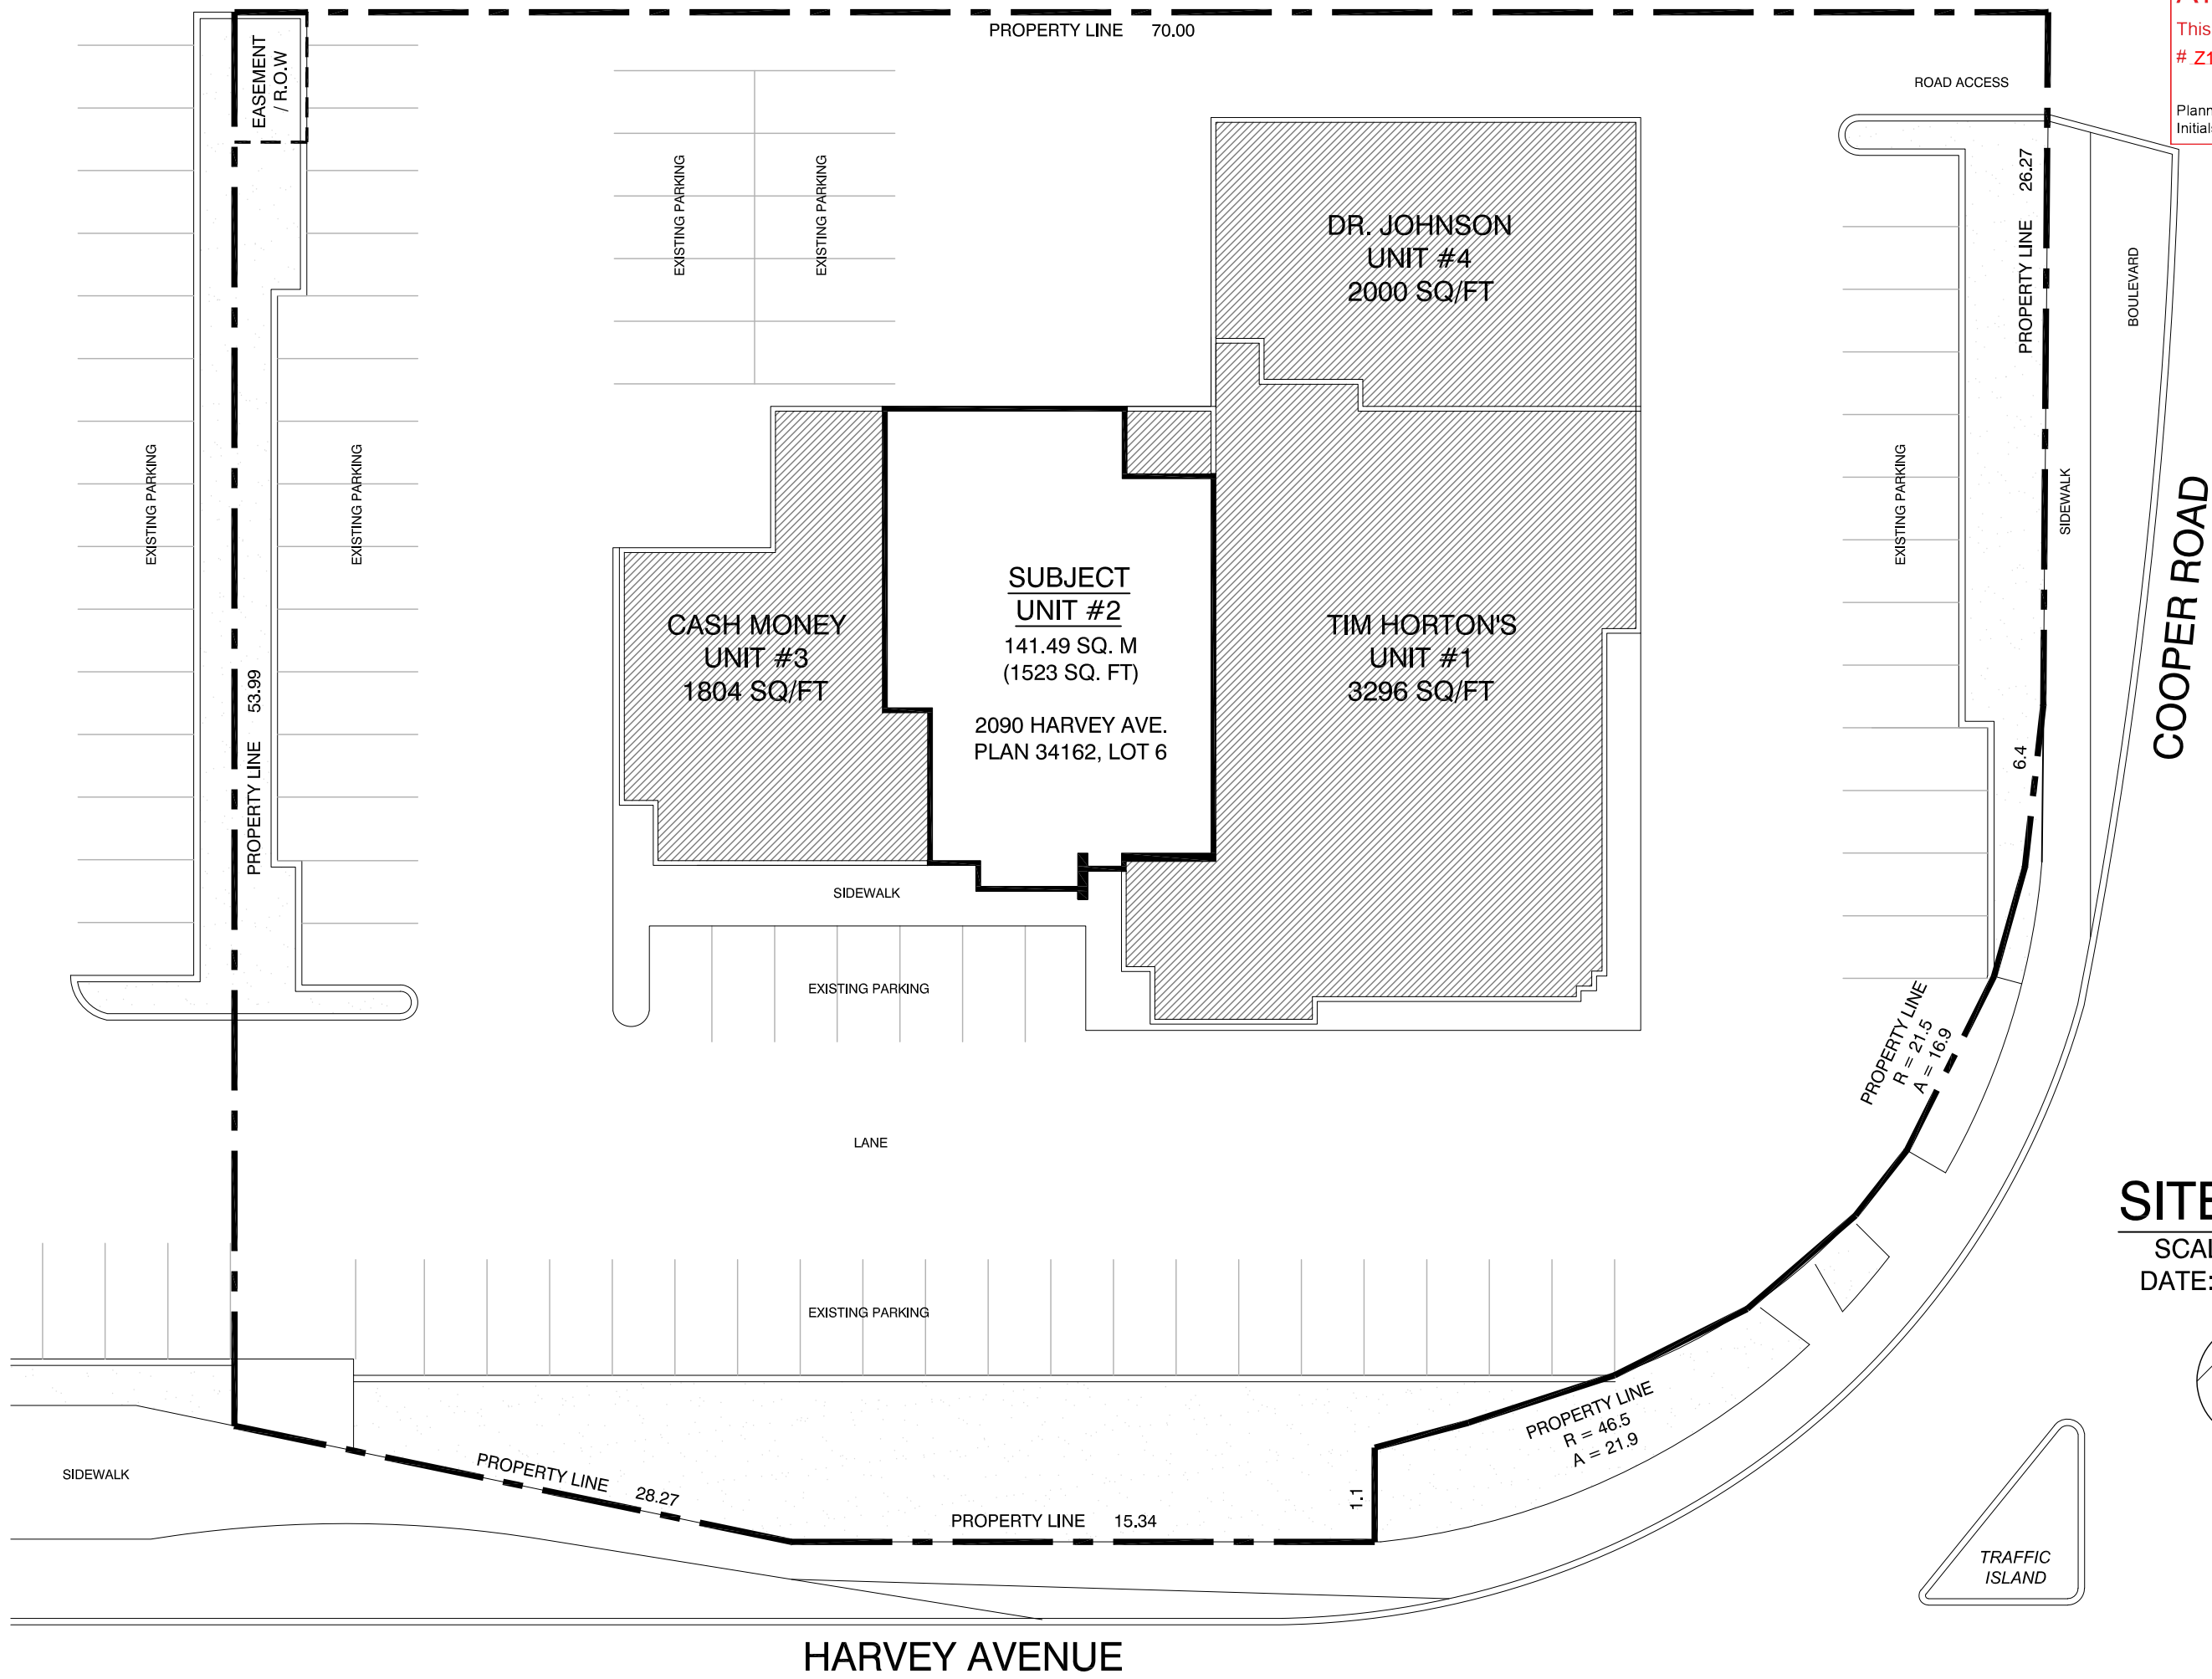 PROPERTY LINE 70.00
This
# Z1
Plann
Initial
EASEMENT
/ R.O.W
ROAD ACCESS
EXISTING PARKING
EXISTING PARKING
DR. JOHNSON
UNIT #4
2000 SQ/FT
PROPERTY LINE 26.27
BOULEVARD
EXISTING PARKING
EXISTING PARKING
PROPERTY LINE 53.99
CASH MONEY
UNIT #3
1804 SQ/FT
SUBJECT
UNIT #2
141.49 SQ. M
(1523 SQ. FT)
2090 HARVEY AVE.
PLAN 34162, LOT 6
TIM HORTON'S
UNIT #1
3296 SQ/FT
EXISTING PARKING
SIDEWALK
COOPER ROAD
6.4
SIDEWALK
EXISTING PARKING
PROPERTY LINE
R = 21.5
A = 16.9
LANE
SITE
SCAL
DATE:
EXISTING PARKING
PROPERTY LINE
R = 46.5
A = 21.9
SIDEWALK
PROPERTY LINE 28.27
PROPERTY LINE 15.34
1.1
TRAFFIC
ISLAND
HARVEY AVENUE